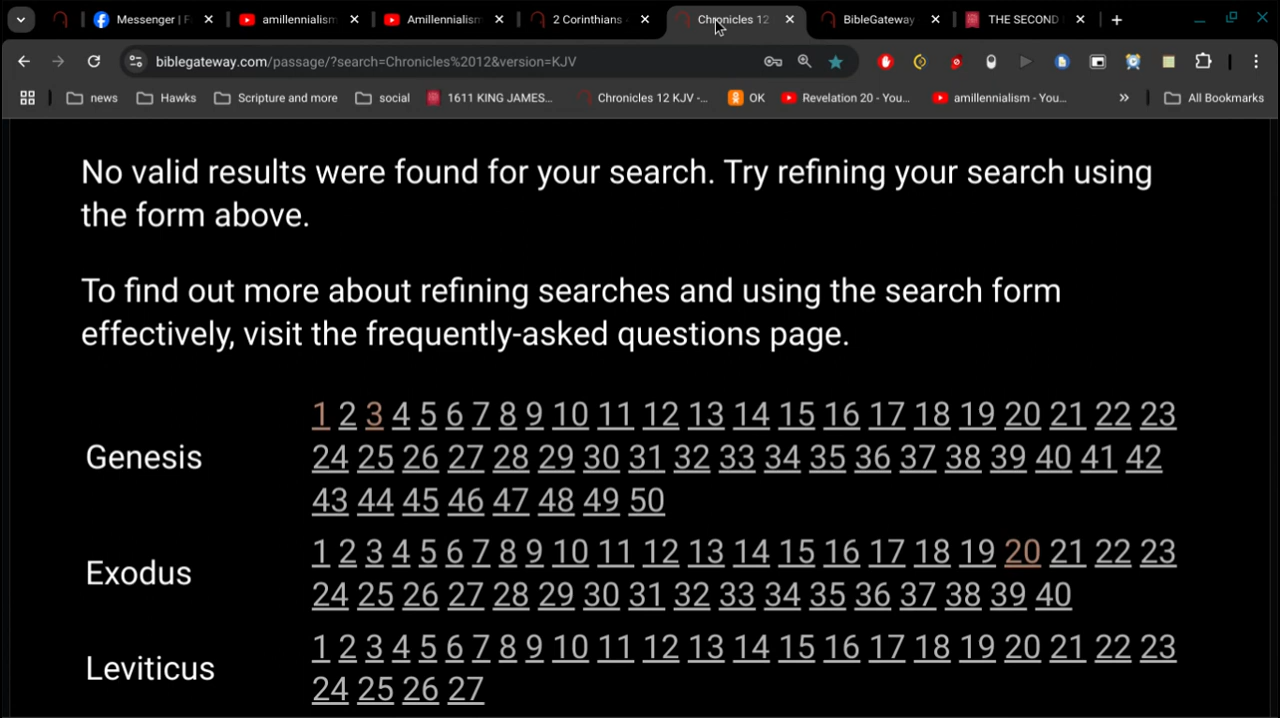 Messenger | F
amillennialism
Amillennialism
2 Corinthians
Chronicles 12
BibleGateway
THE SECOND
biblegateway.com/passage/?search=Chronicles%2012&version=KJV
news
Hawks
Scripture and more
social
1611 KING JAMES...
Chronicles 12 KJV -...
OK
Revelation 20 - You...
amillennialism - You...
All Bookmarks
No valid results were found for your search. Try refining your search using
the form above.
To find out more about refining searches and using the search form
effectively, visit the frequently-asked questions page.
Genesis
1 2 3 4 5 6 7 8 9 10 11 12 13 14 15 16 17 18 19 20 21 22 23
24 25 26 27 28 29 30 31 32 33 34 35 36 37 38 39 40 41 42
43 44 45 46 47 48 49 50
Exodus
1 2 3 4 5 6 7 8 9 10 11 12 13 14 15 16 17 18 19 20 21 22 23
24 25 26 27 28 29 30 31 32 33 34 35 36 37 38 39 40
Leviticus
1 2 3 4 5 6 7 8 9 10 11 12 13 14 15 16 17 18 19 20 21 22 23
24 25 26 27